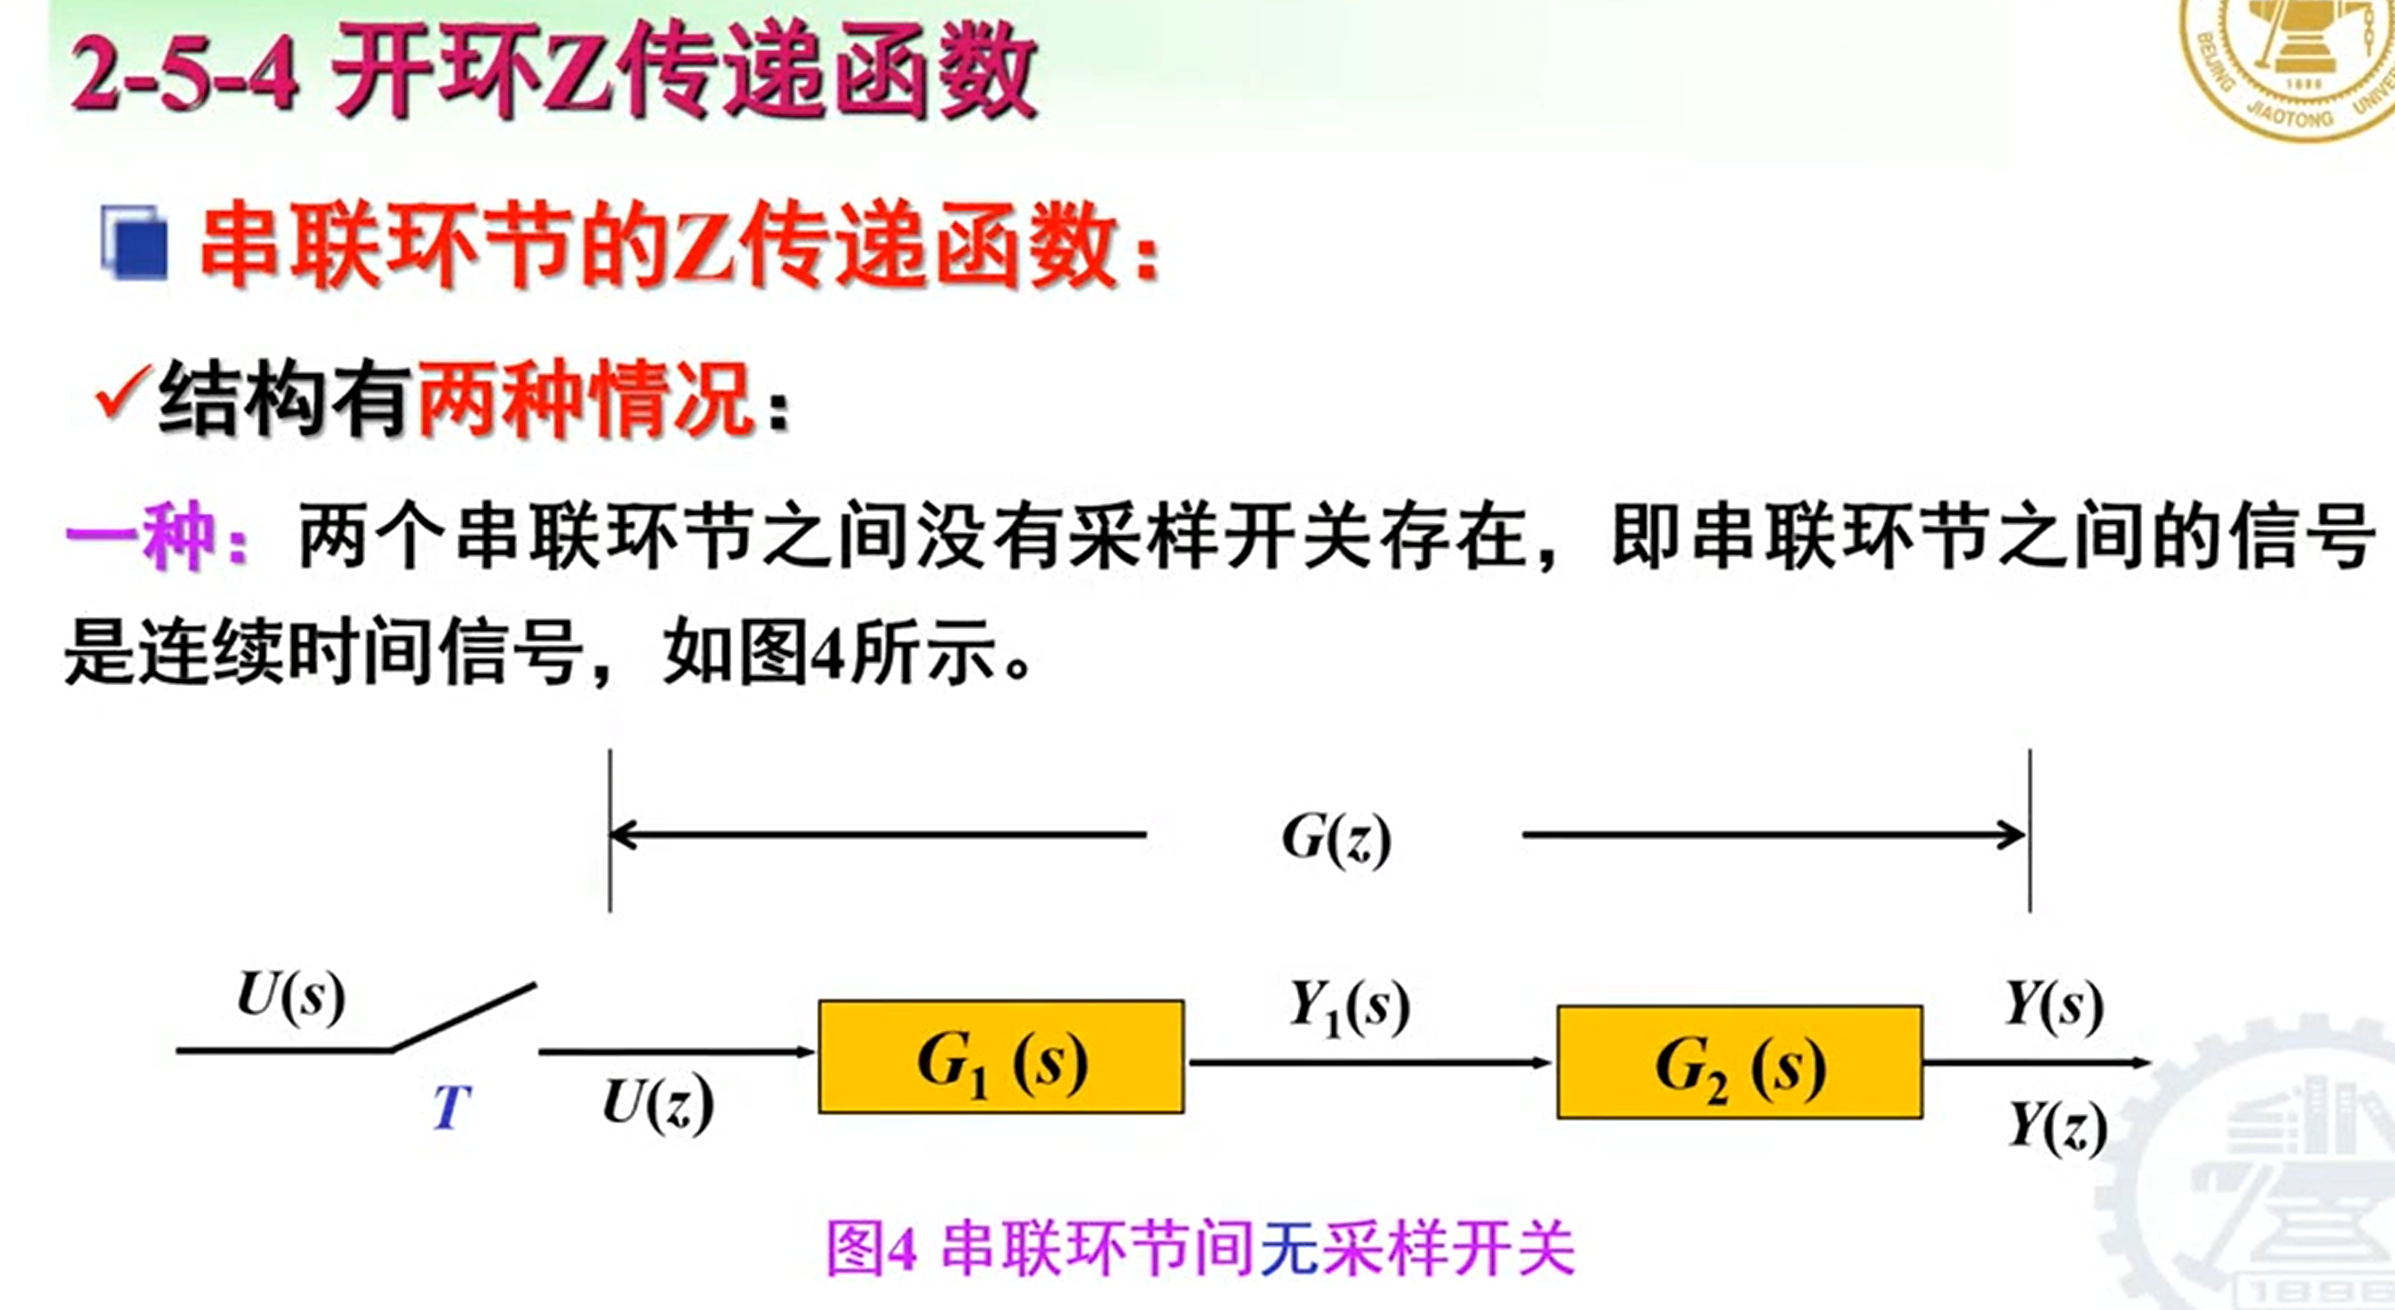 2-5-4 开环Z传递函数
1896
BEIJING JIAOTONG
串联环节的Z传递函数：
✓结构有两种情况：
一种：两个串联环节之间没有采样开关存在，即串联环节之间的信号
是连续时间信号，如图4所示。
G(z)
U(s)
T
U(z)
G₁ (s)
Y₁(s)
G₂ (s)
Y(s)
Y(z)
图4 串联环节间无采样开关
1896